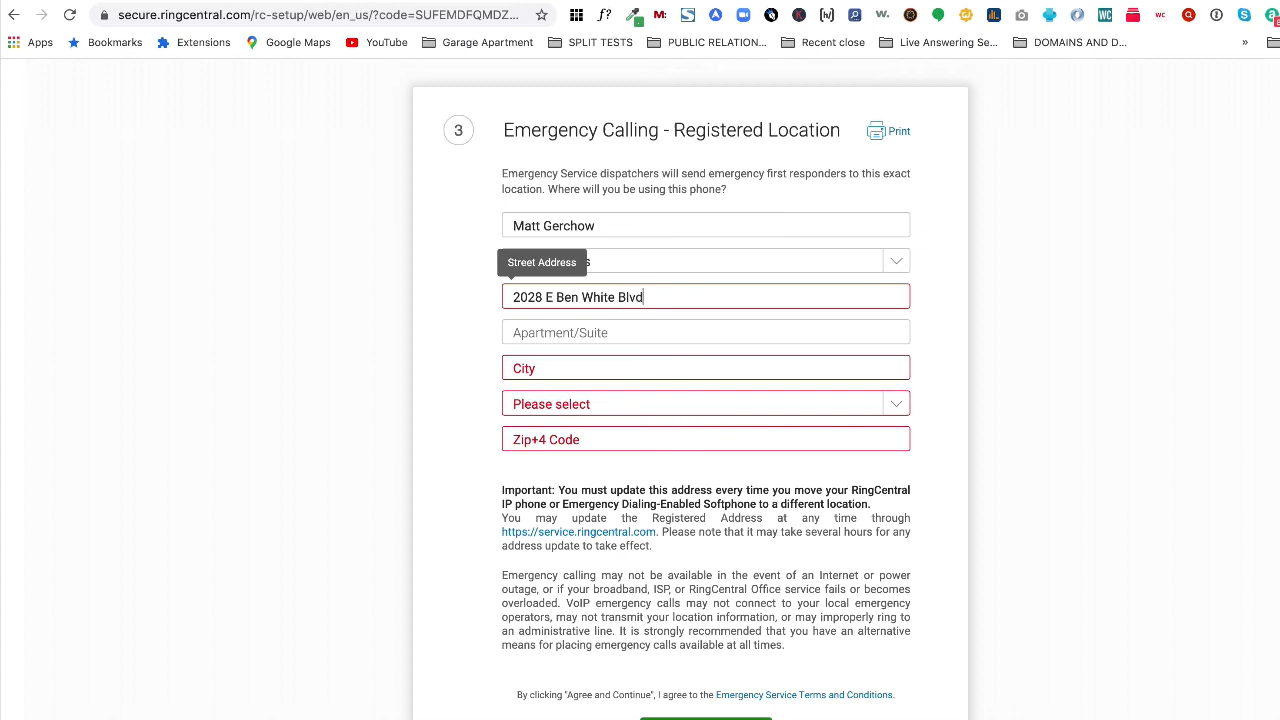 secure.ringcentral.com/rc-setup/web/en_us/?code=SUFEMDFOMDZ...
Apps Bookmarks Extensions Google Maps YouTube Garage Apartment SPLIT TESTS PUBLIC RELATION... Recent close Live Answering Se... DOMAINS AND D... »
3 Emergency Calling - Registered Location Print
Emergency Service dispatchers will send emergency first responders to this exact
location. Where will you be using this phone?
Matt Gerchow
Street Address s
2028 E Ben White Blvd
Apartment/Suite
City
Please select
Zip+4 Code
Important: You must update this address every time you move your RingCentral
IP phone or Emergency Dialing-Enabled Softphone to a different location.
You may update the Registered Address at any time through
https://service.ringcentral.com. Please note that it may take several hours for any
address update to take effect.
Emergency calling may not be available in the event of an Internet or power
outage, or if your broadband, ISP, or RingCentral Office service fails or becomes
overloaded. VoIP emergency calls may not connect to your local emergency
operators, may not transmit your location information, or may improperly ring to
an administrative line. It is strongly recommended that you have an alternative
means for placing emergency calls available at all times.
By clicking "Agree and Continue", I agree to the Emergency Service Terms and Conditions.